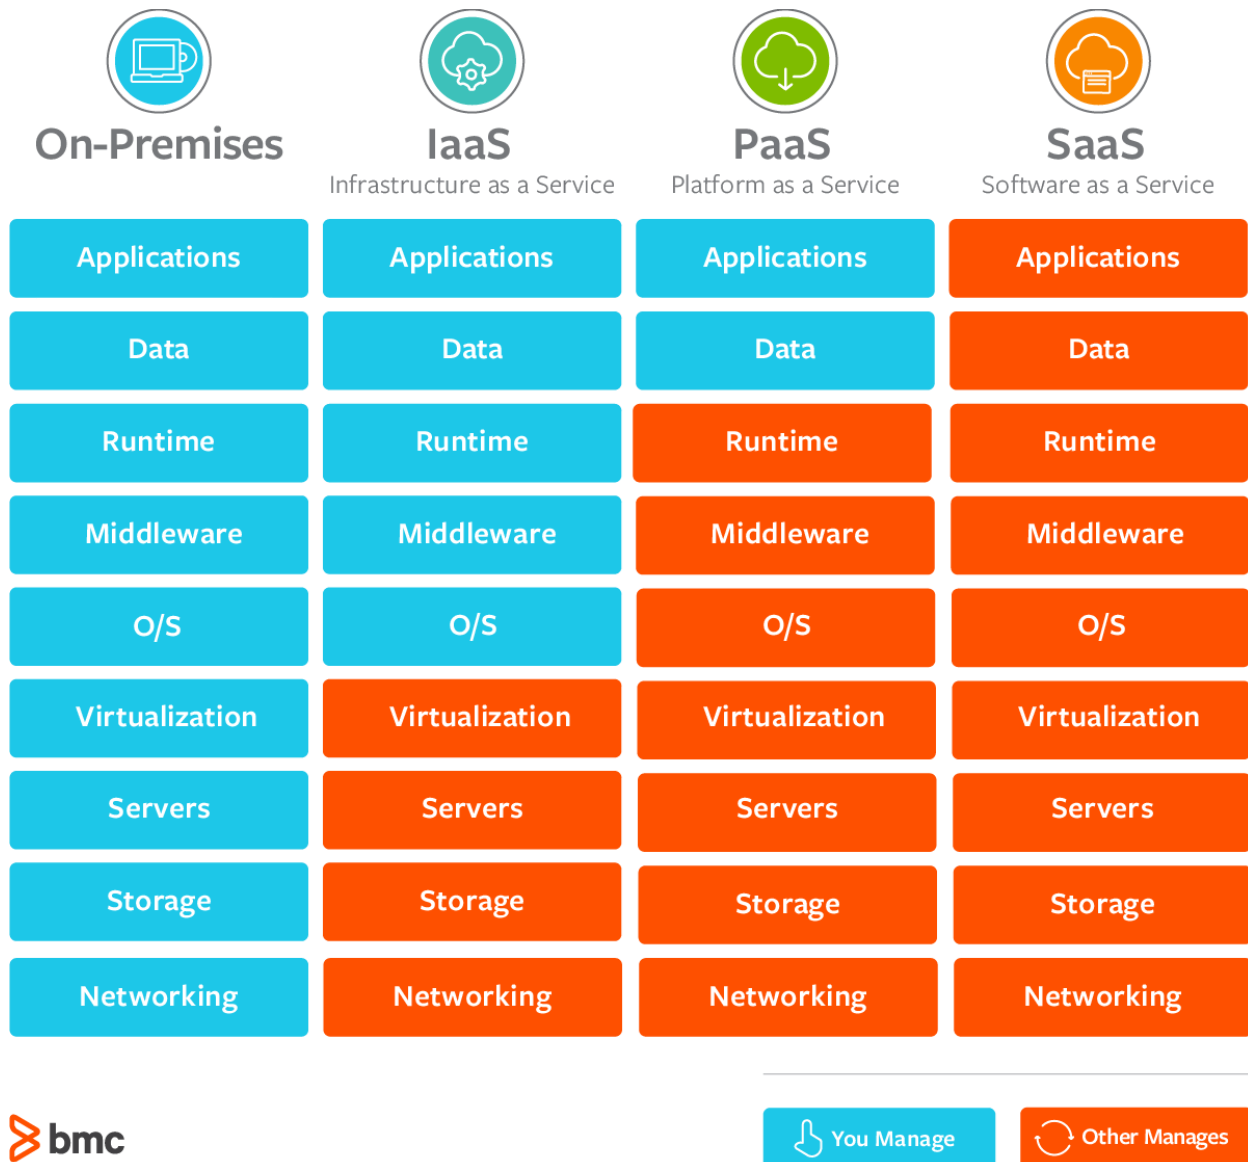 On-Premises
IaaS
Infrastructure as a Service
PaaS
Platform as a Service
SaaS
Software as a Service
Applications
Applications
Applications
Applications
Data
Data
Data
Data
Runtime
Runtime
Runtime
Runtime
Middleware
Middleware
Middleware
Middleware
O/S
O/S
O/S
O/S
Virtualization
Virtualization
Virtualization
Virtualization
Servers
Servers
Servers
Servers
Storage
Storage
Storage
Storage
Networking
Networking
Networking
Networking
bmc
You Manage
Other Manages